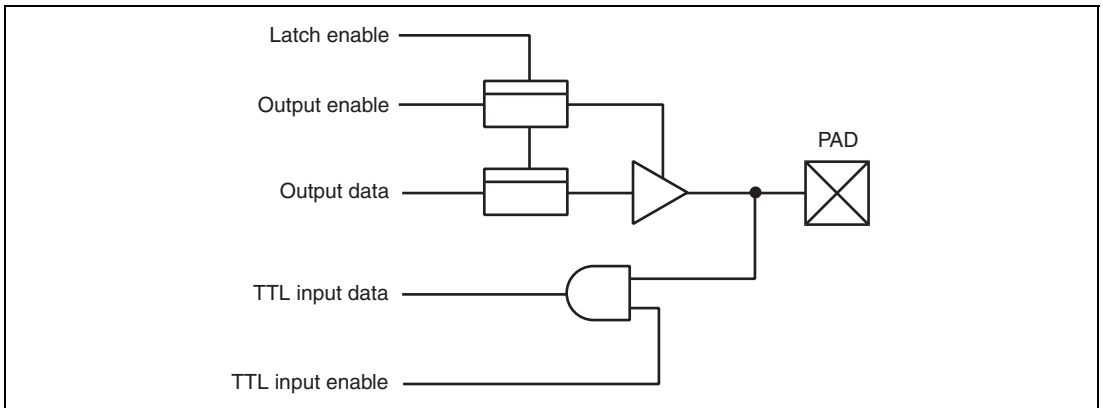 Latch enable
Output enable
PAD
Output data
TTL input data
TTL input enable